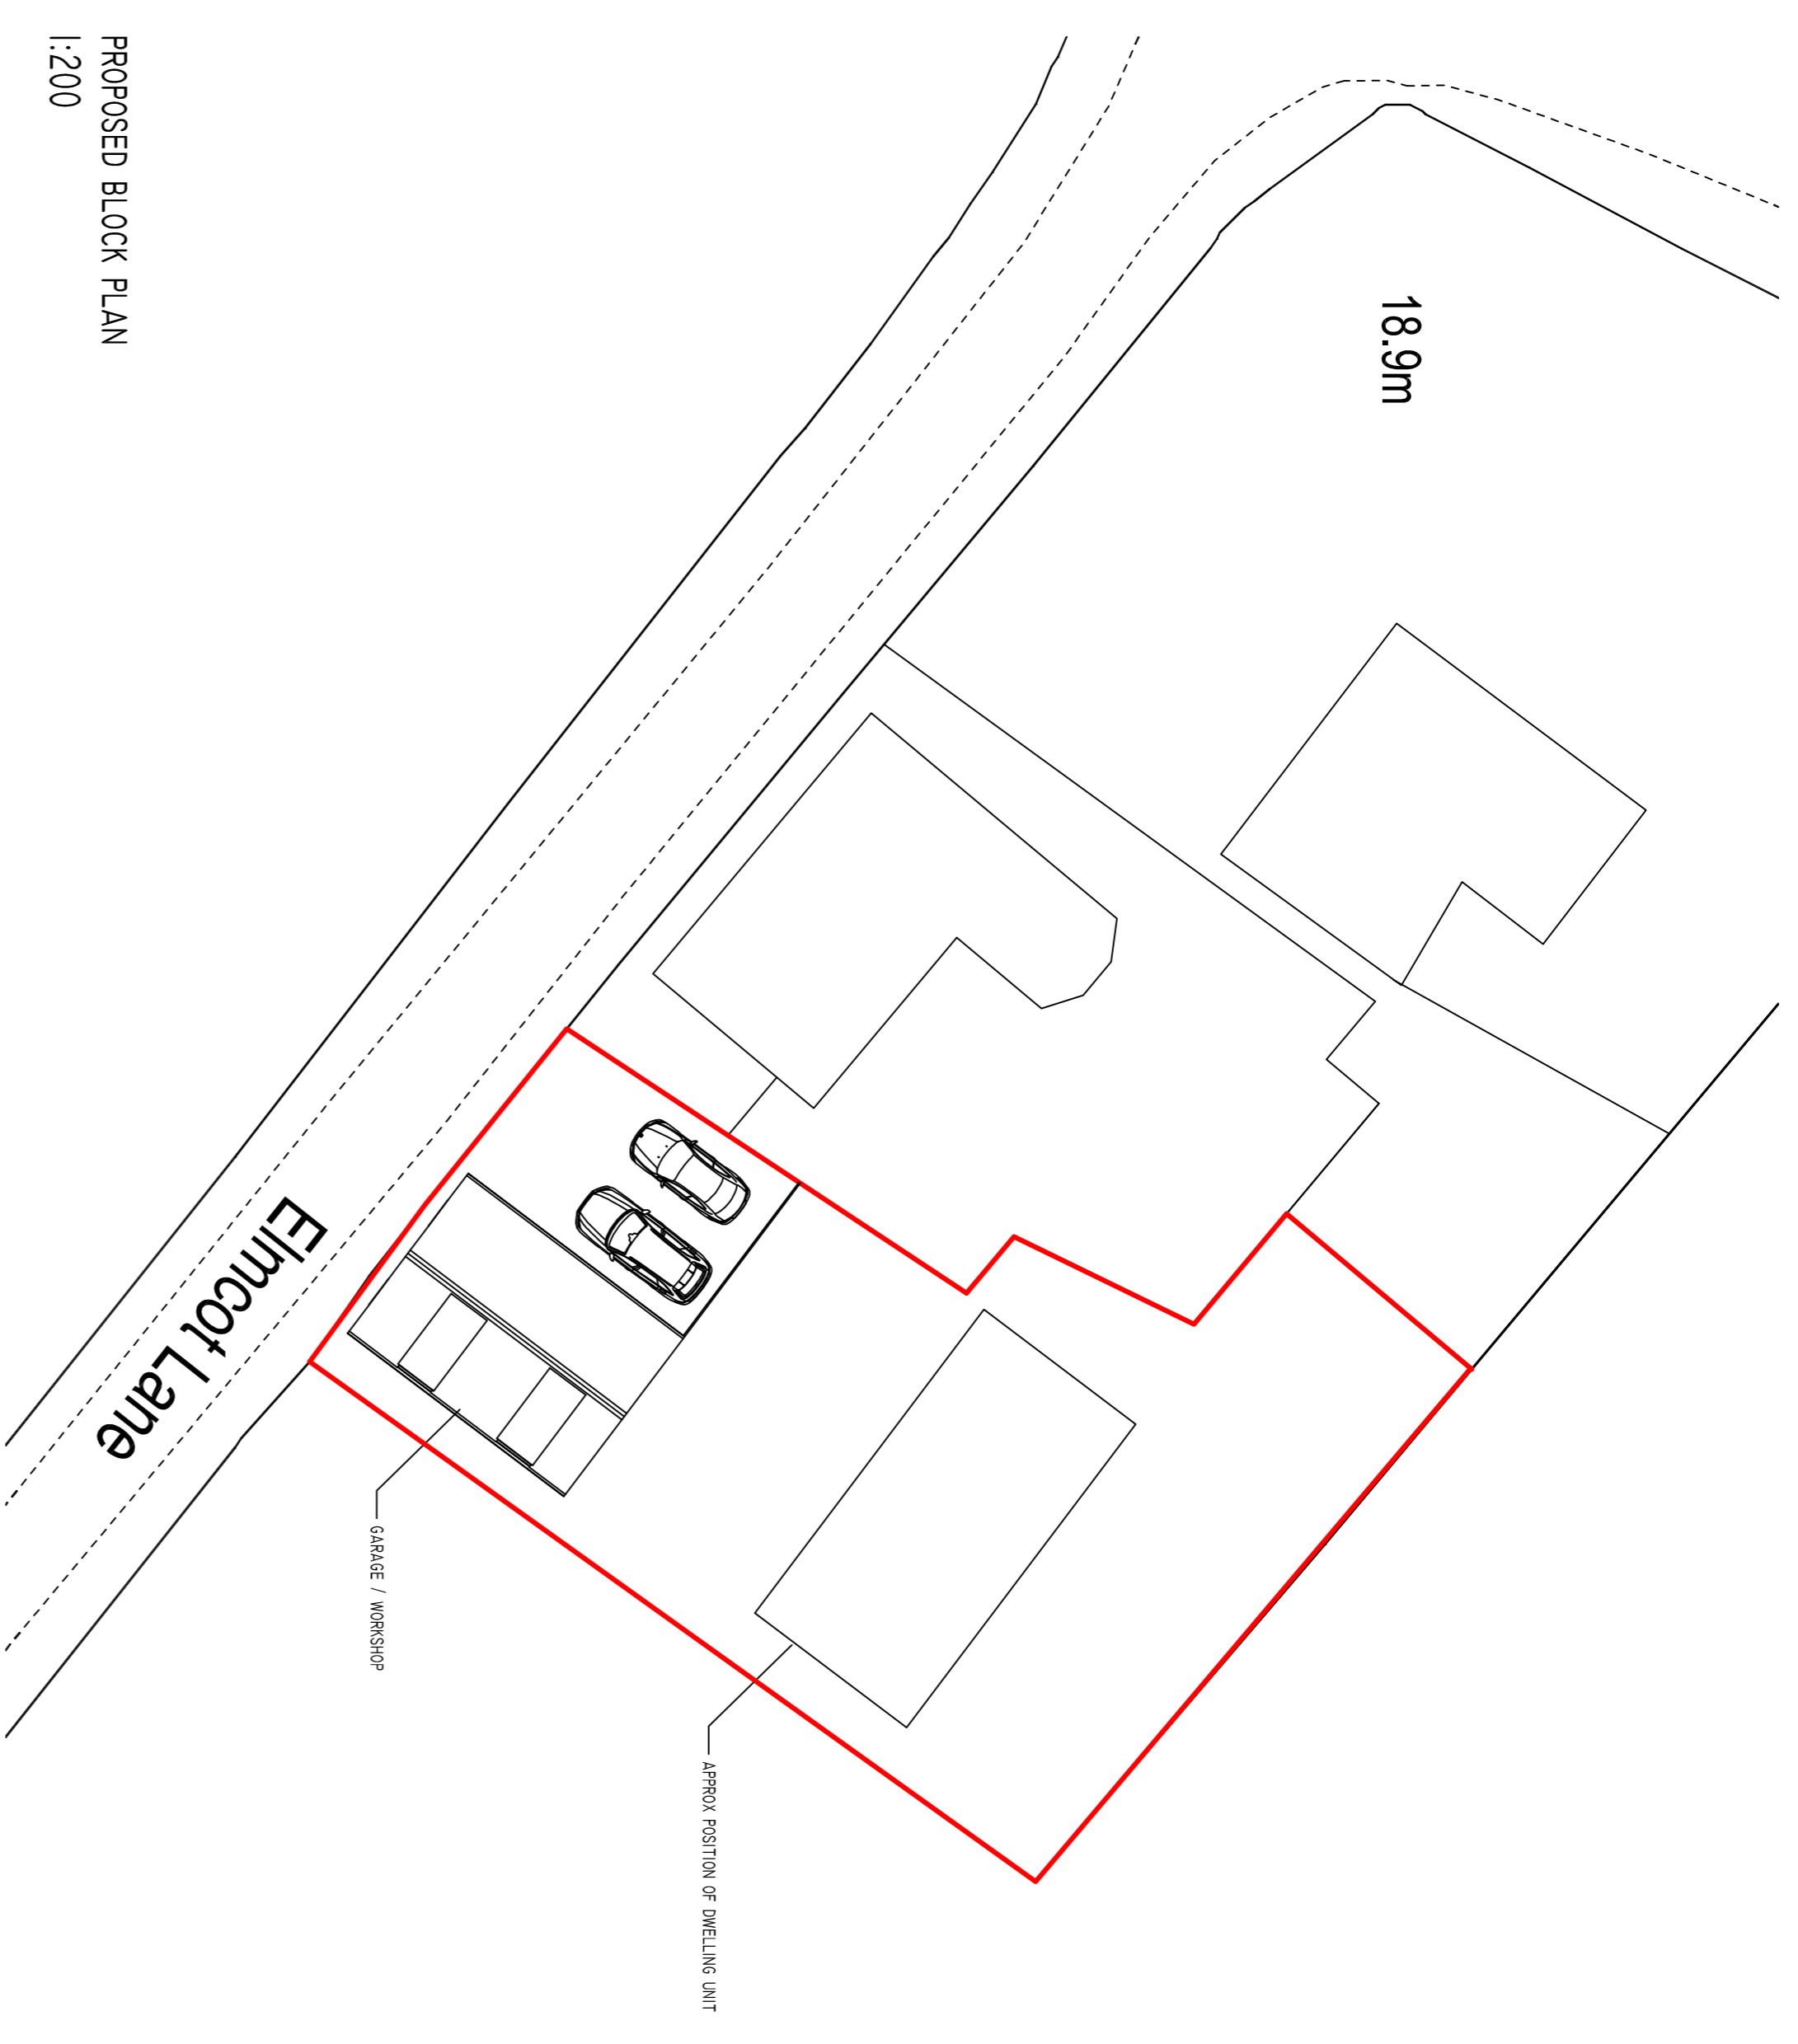 18.9m
Elmcot Lane
GARAGE / WORKSHOP
APPROX POSITION OF DWELLING UNIT
PROPOSED BLOCK PLAN
1:200